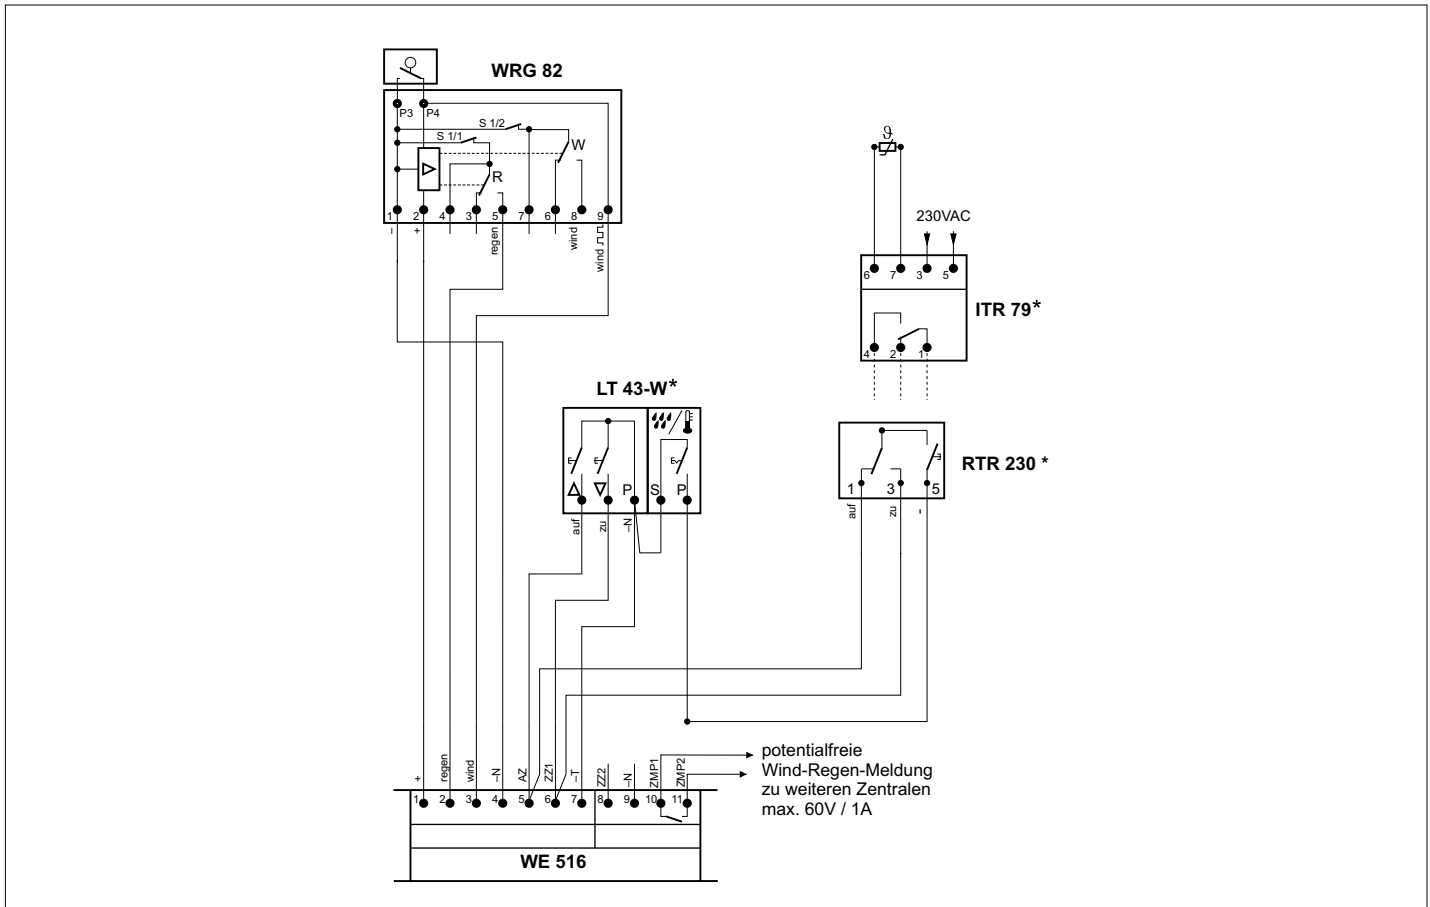 WRG 82
P3 P4
S 1/2
S 1/1
W
R
1 2 4 3 5 7 6 8 9
– + regen wind wind
ϑ
230VAC
6 7 3 5
ITR 79*
4 2 1
LT 43-W*
P S P
auf zu –N
RTR 230 *
1 3 5
auf zu -
+ regen wind –N AZ ZZ1 –T ZZ2 –N ZMP1 ZMP2
1 2 3 4 5 6 7 8 9 10 11
potentialfreie
Wind-Regen-Meldung
zu weiteren Zentralen
max. 60V / 1A
WE 516